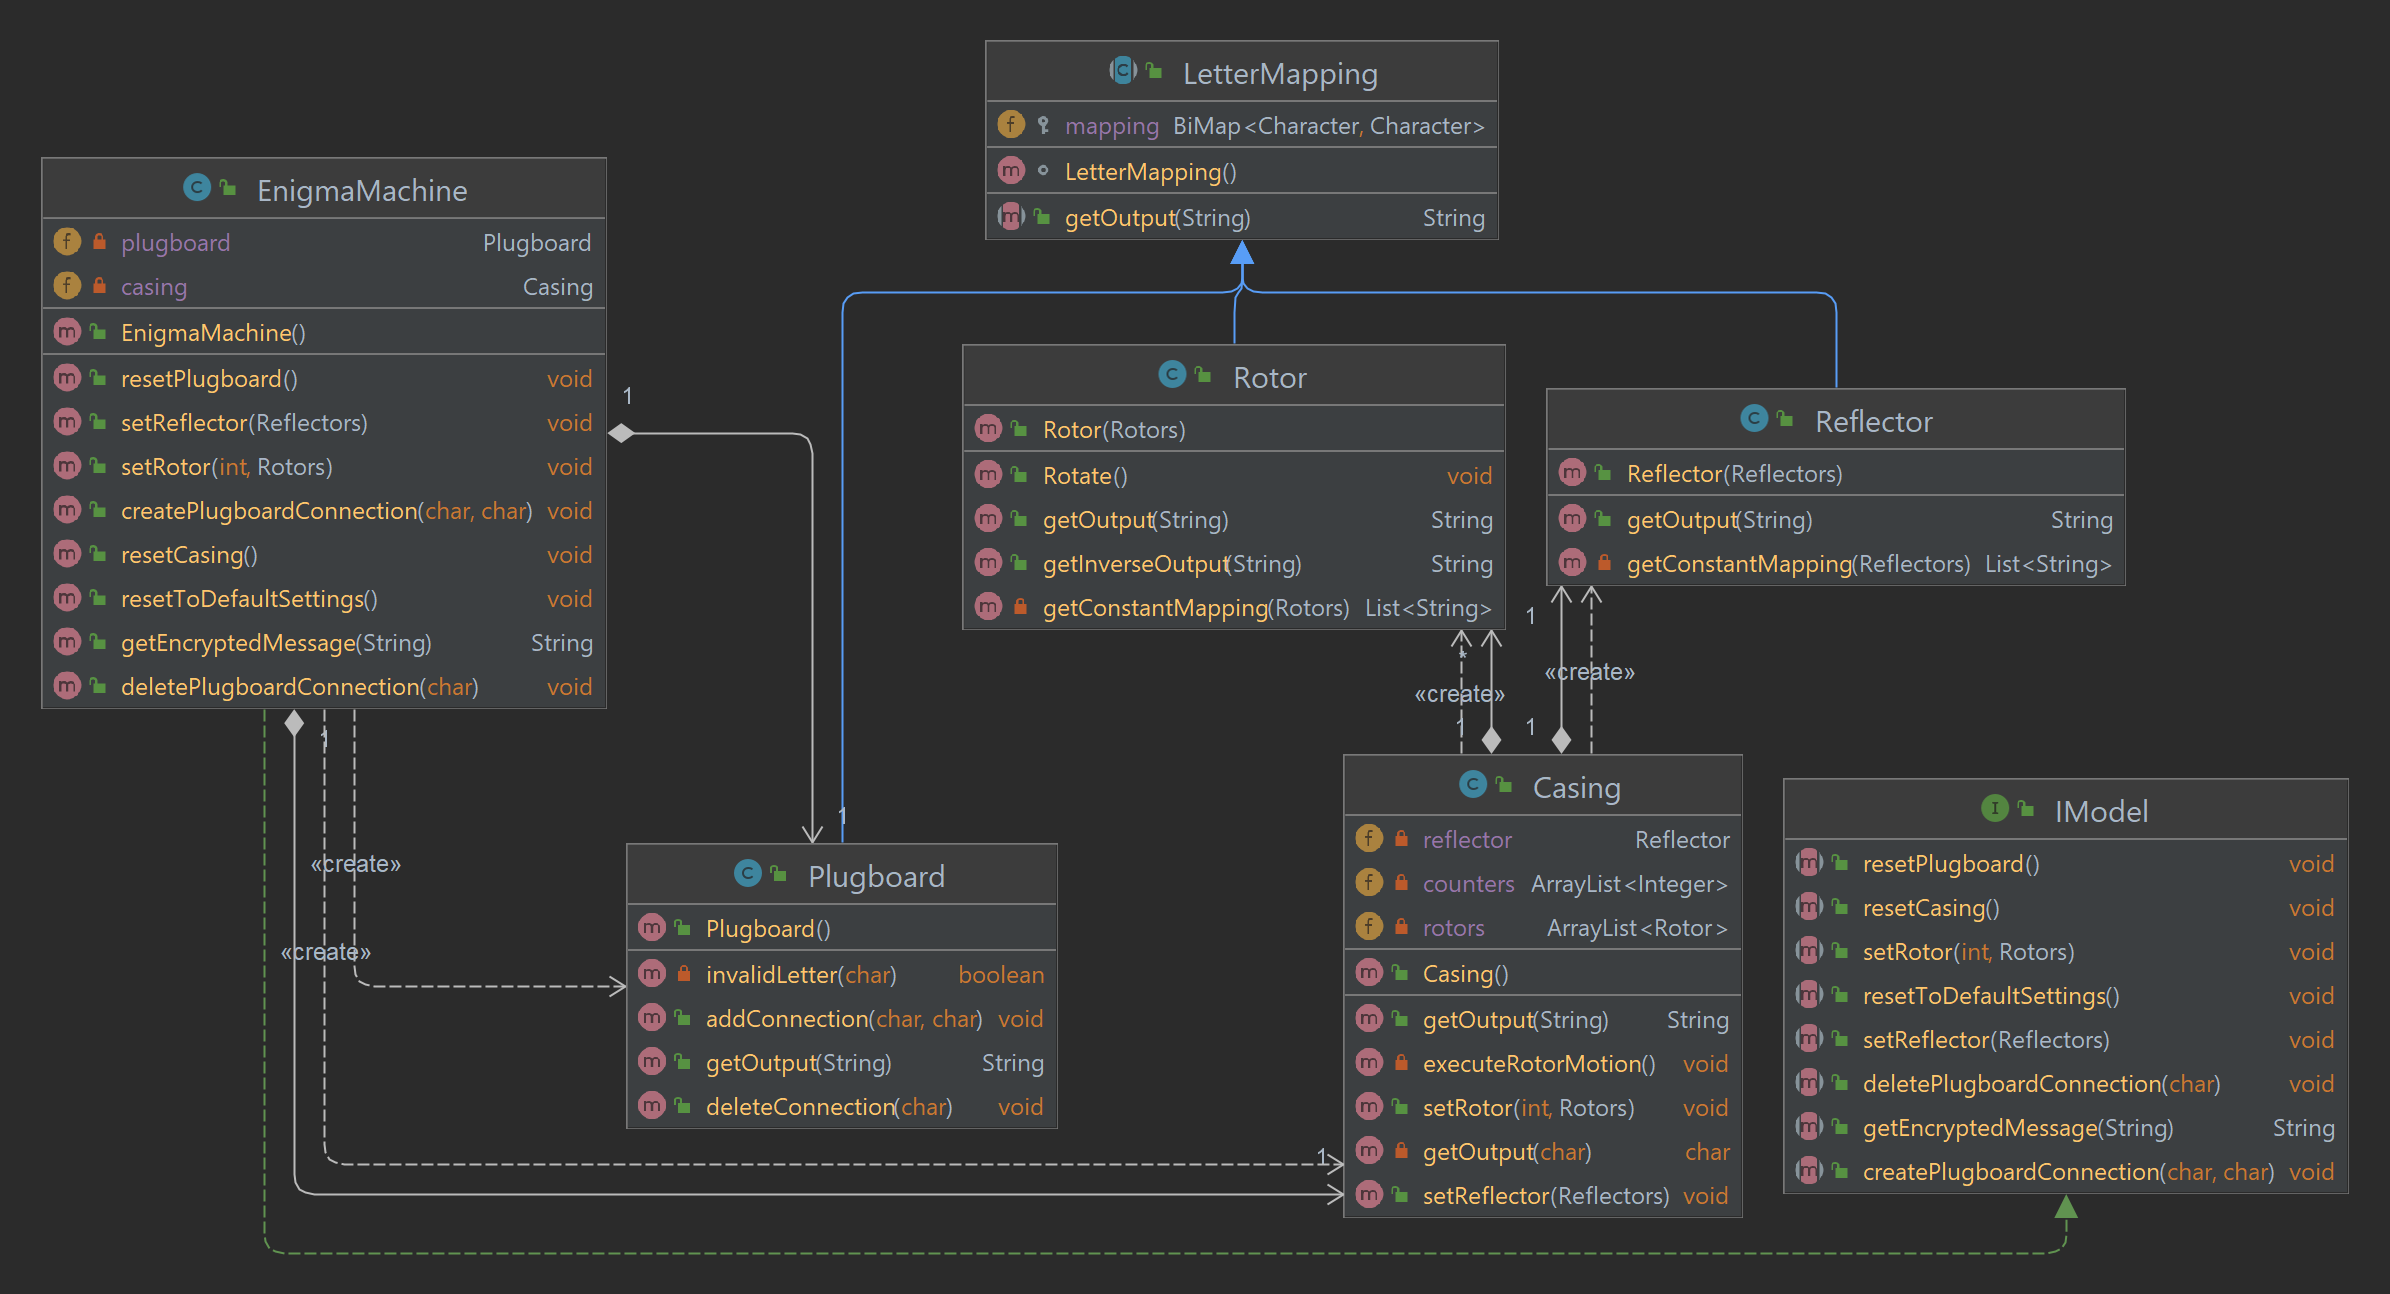 LetterMapping
mapping BiMap<Character, Character>
LetterMapping()
getOutput(String) String
EnigmaMachine
plugboard Plugboard
casing Casing
EnigmaMachine()
resetPlugboard() void
setReflector(Reflectors) void
setRotor(int, Rotors) void
createPlugboardConnection(char, char) void
resetCasing() void
resetToDefaultSettings() void
getEncryptedMessage(String) String
deletePlugboardConnection(char) void
1
1
1
«create»
«create»
1
Rotor
Rotor(Rotors)
Rotate() void
getOutput(String) String
getInverseOutput(String) String
getConstantMapping(Rotors) List<String>
Reflector
Reflector(Reflectors)
getOutput(String) String
getConstantMapping(Reflectors) List<String>
*
1
«create»
«create»
1
1
Plugboard
Plugboard()
invalidLetter(char) boolean
addConnection(char, char) void
getOutput(String) String
deleteConnection(char) void
Casing
reflector Reflector
counters ArrayList<Integer>
rotors ArrayList<Rotor>
Casing()
getOutput(String) String
executeRotorMotion() void
setRotor(int, Rotors) void
getOutput(char) char
setReflector(Reflectors) void
IModel
resetPlugboard() void
resetCasing() void
setRotor(int, Rotors) void
resetToDefaultSettings() void
setReflector(Reflectors) void
deletePlugboardConnection(char) void
getEncryptedMessage(String) String
createPlugboardConnection(char, char) void